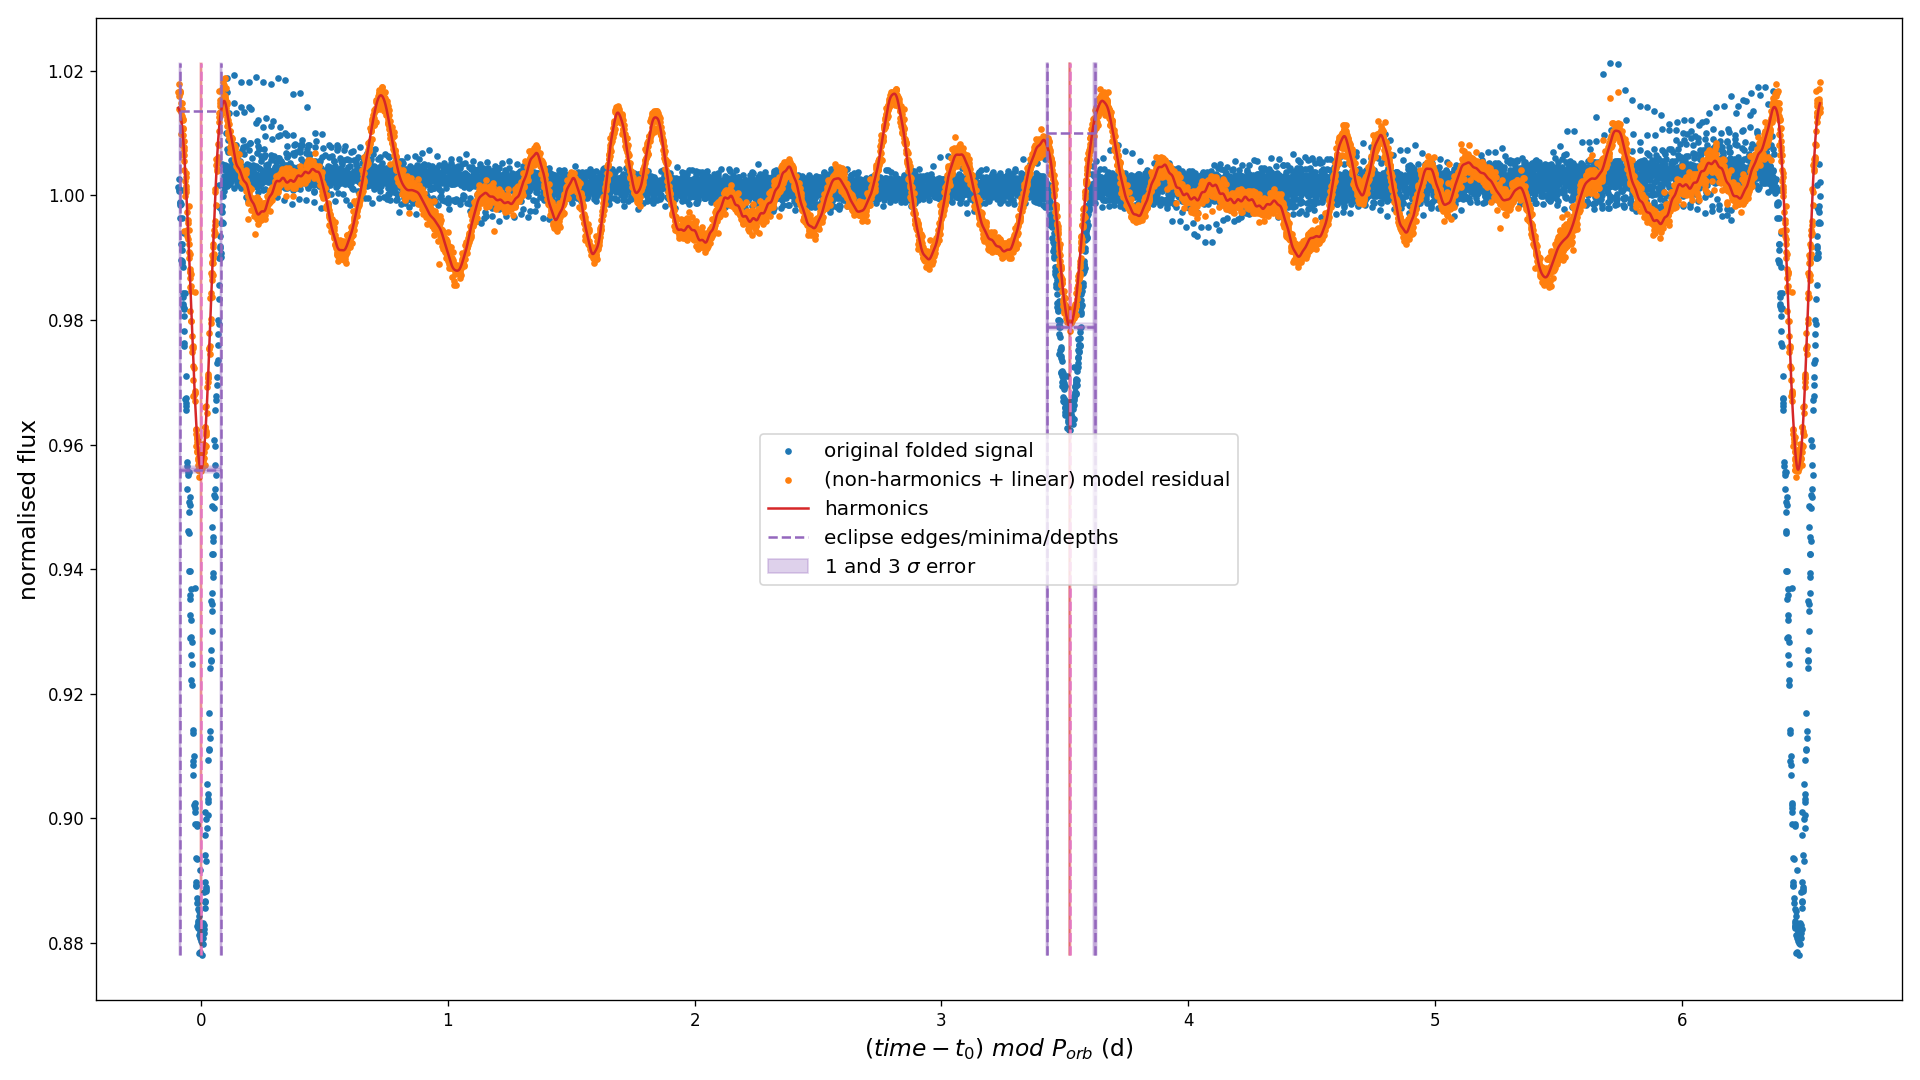 normalised flux
1.02
1.00
0.98
0.96
0.94
0.92
0.90
0.88
original folded signal
(non-harmonics + linear) model residual
harmonics
eclipse edges/minima/depths
1 and 3 σ error
0 1 2 3 4 5 6
(time − t₀) mod P_orb (d)